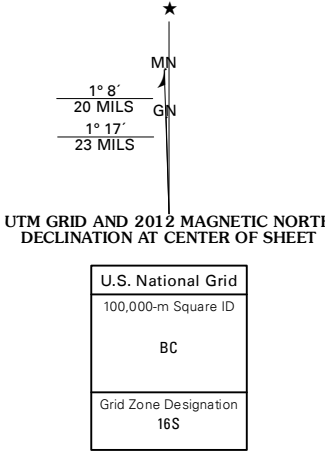 ★
MN
1° 8´
20 MILS
GN
1° 17´
23 MILS
UTM GRID AND 2012 MAGNETIC NORTH
DECLINATION AT CENTER OF SHEET
U.S. National Grid
100,000-m Square ID
BC
Grid Zone Designation
16S